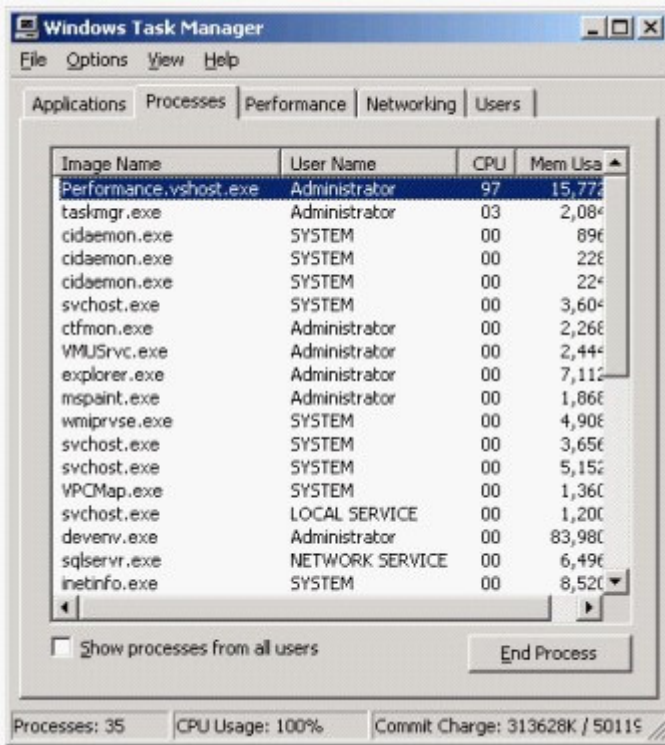 Windows Task Manager
File Options View Help
Applications Processes Performance Networking Users
Image Name User Name CPU Mem Usa
Performance.vshost.exe Administrator 97 15,772
taskmgr.exe Administrator 03 2,084
cidaemon.exe SYSTEM 00 896
cidaemon.exe SYSTEM 00 228
cidaemon.exe SYSTEM 00 224
svchost.exe SYSTEM 00 3,604
ctfmon.exe Administrator 00 2,268
VMUSrvc.exe Administrator 00 2,444
explorer.exe Administrator 00 7,112
mspaint.exe Administrator 00 1,868
wmiprvse.exe SYSTEM 00 4,908
svchost.exe SYSTEM 00 3,656
svchost.exe SYSTEM 00 5,152
VPCMap.exe SYSTEM 00 1,360
svchost.exe LOCAL SERVICE 00 1,200
devenv.exe Administrator 00 83,980
sqlservr.exe NETWORK SERVICE 00 6,496
inetinfo.exe SYSTEM 00 8,520
Show processes from all users
End Process
Processes: 35 CPU Usage: 100% Commit Charge: 313628K / 50119